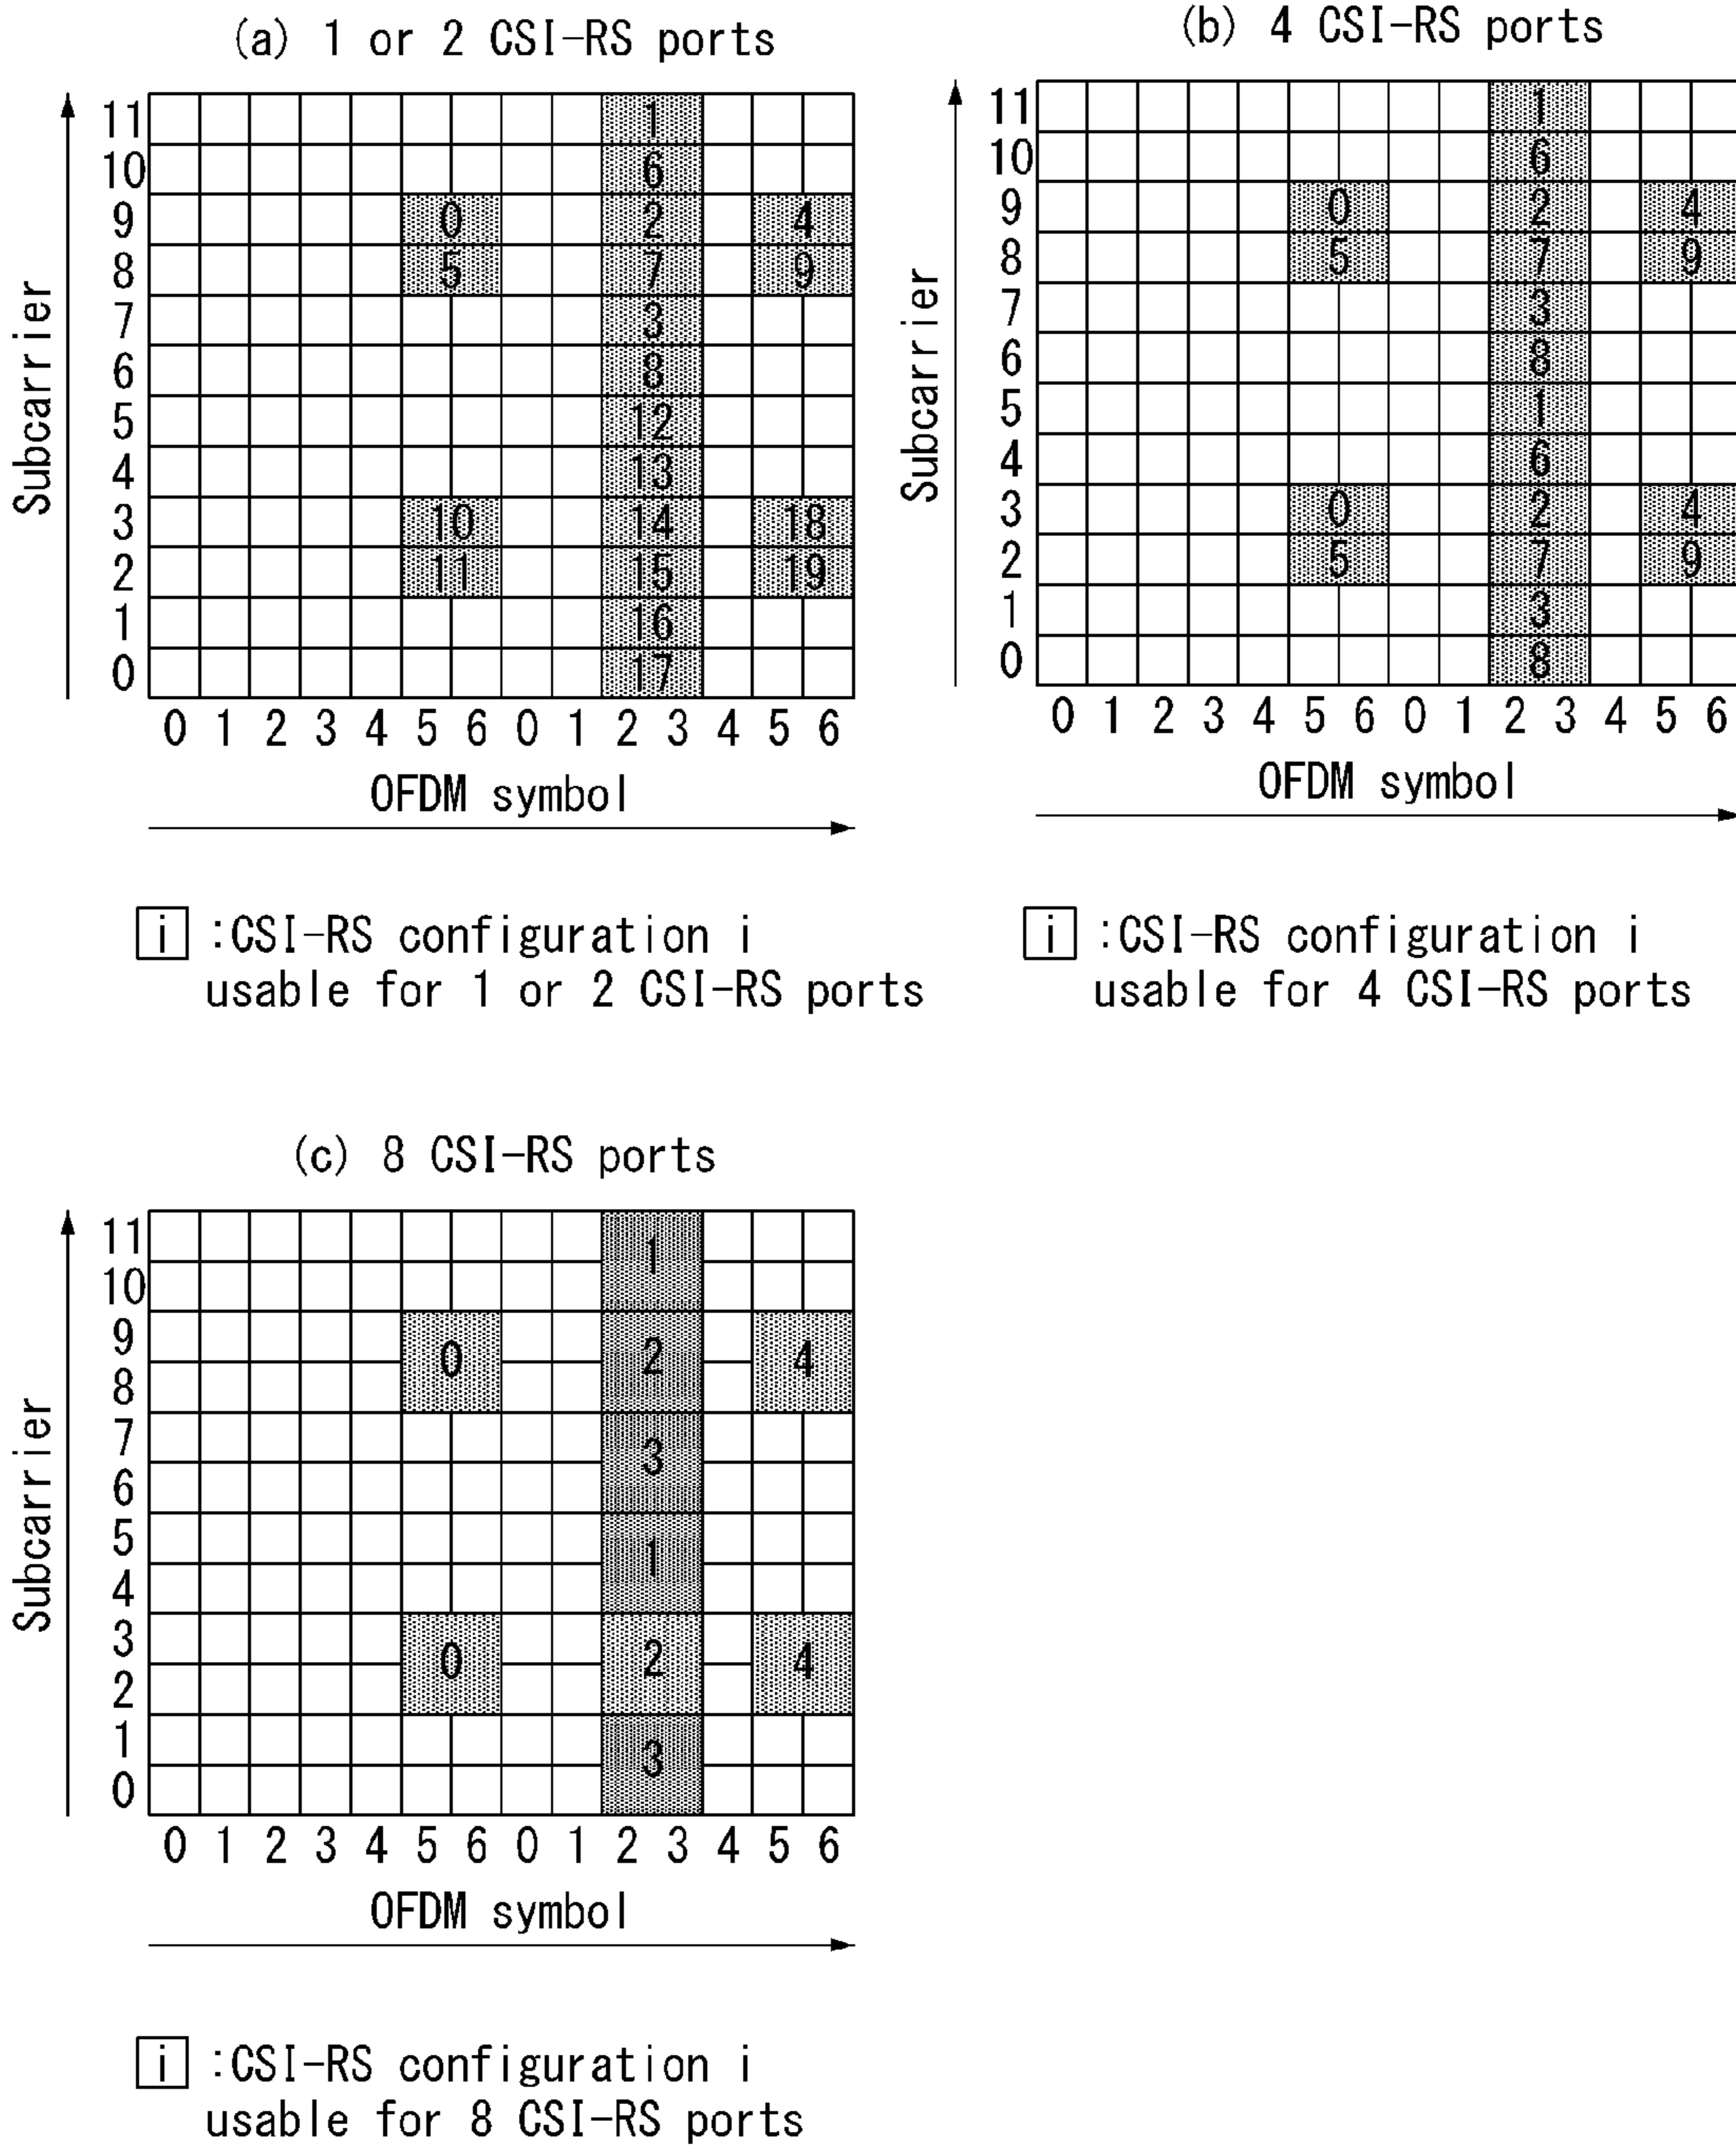 (a) 1 or 2 CSI-RS ports
11 1
10 6
9 0 2 4
8 5 7 9
7 3
6 8
5 12
4 13
3 10 14 18
2 11 15 19
1 16
0 17
Subcarrier
0 1 2 3 4 5 6 0 1 2 3 4 5 6
OFDM symbol
i :CSI-RS configuration i
usable for 1 or 2 CSI-RS ports
(b) 4 CSI-RS ports
11 1
10 6
9 0 2 4
8 5 7 9
7 3
6 8
5 1
4 6
3 0 2 4
2 5 7 9
1 3
0 8
Subcarrier
0 1 2 3 4 5 6 0 1 2 3 4 5 6
OFDM symbol
i :CSI-RS configuration i
usable for 4 CSI-RS ports
(c) 8 CSI-RS ports
11
1
10
9
0 2 4
8
7
3
6
5
1
4
3
0 2 4
2
1
3
0
Subcarrier
0 1 2 3 4 5 6 0 1 2 3 4 5 6
OFDM symbol
i :CSI-RS configuration i
usable for 8 CSI-RS ports